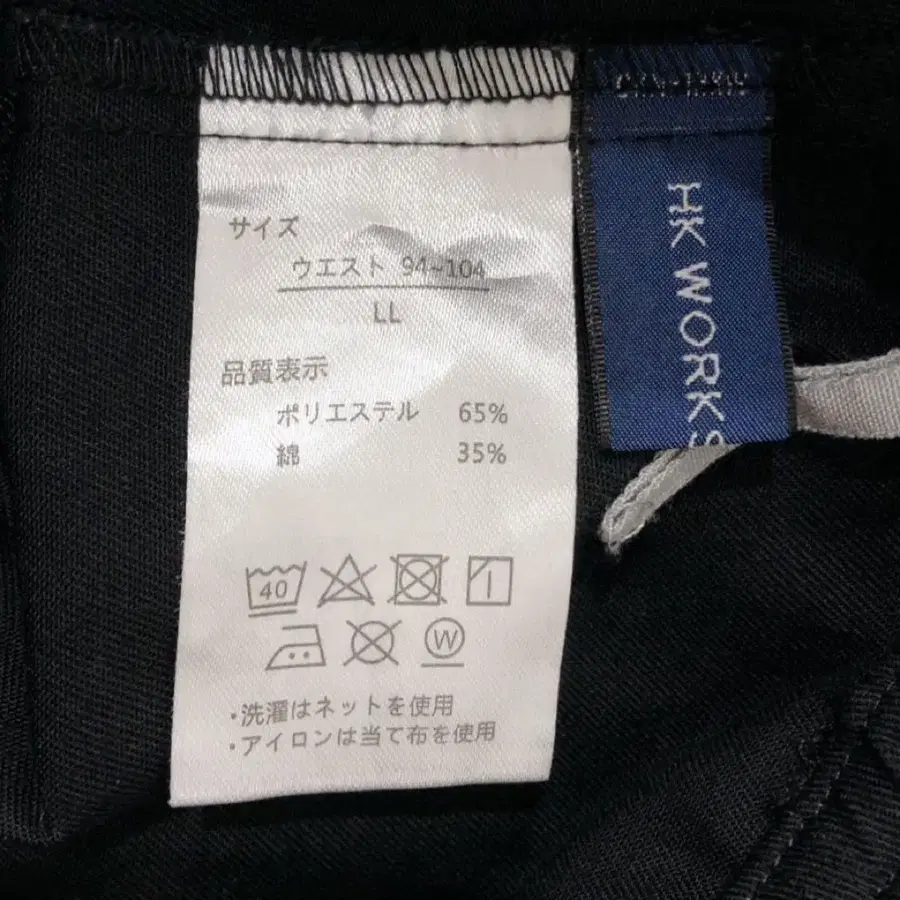 サイズ
ウエスト 94~104
LL
品質表示
ポリエステル 65%
綿 35%
40
W
・洗濯はネットを使用
・アイロンは当て布を使用
HK WORKS